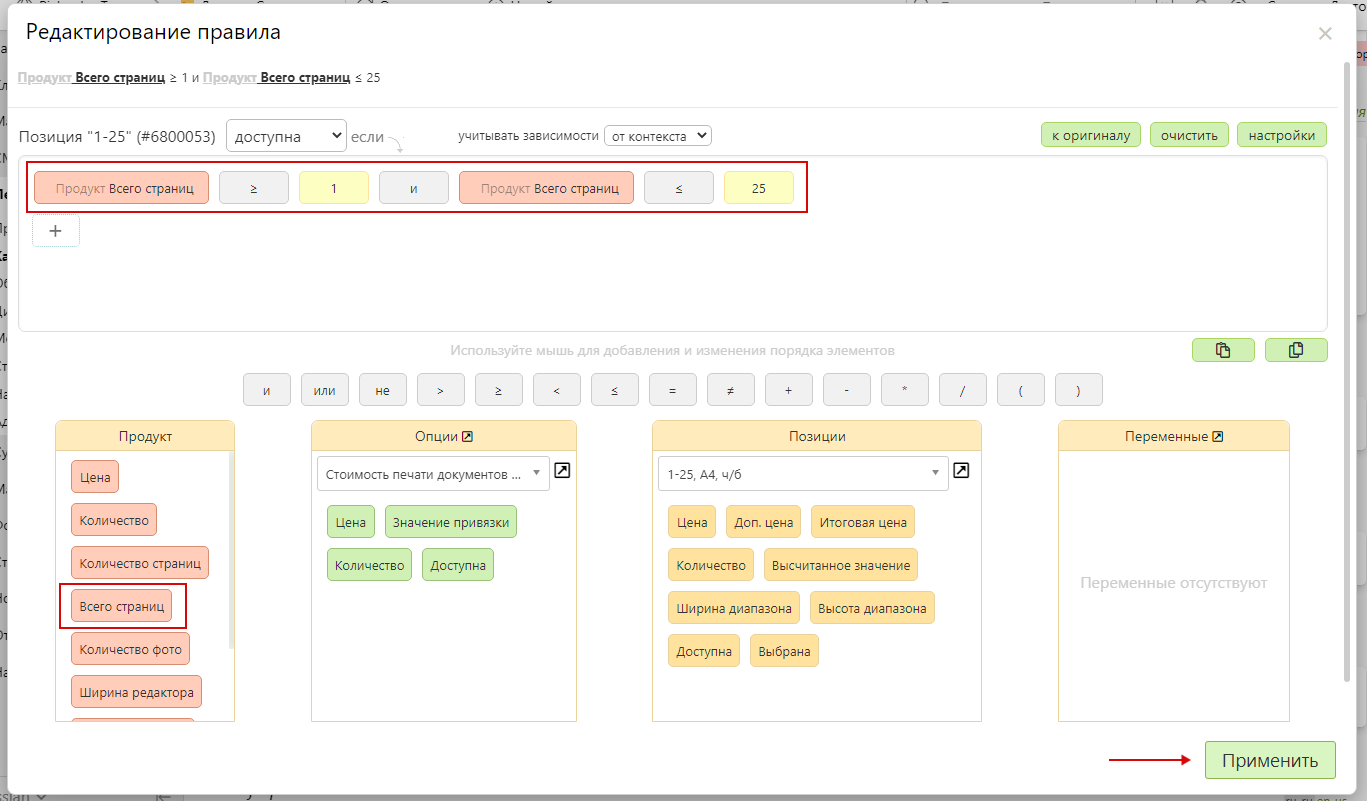 Редактирование правила
×
Продукт Всего страниц ≥ 1 и Продукт Всего страниц ≤ 25
Позиция "1-25" (#6800053) доступна если учитывать зависимости от контекста к оригиналу очистить настройки
Продукт Всего страниц ≥ 1 и Продукт Всего страниц ≤ 25
+
Используйте мышь для добавления и изменения порядка элементов
и или не > ≥ < ≤ = ≠ + - * / ( )
Продукт
Цена
Количество
Количество страниц
Всего страниц
Количество фото
Ширина редактора
Опции
Стоимость печати документов ...
Цена Значение привязки
Количество Доступна
Позиции
1-25, А4, ч/б
Цена Доп. цена Итоговая цена
Количество Высчитанное значение
Ширина диапазона Высота диапазона
Доступна Выбрана
Переменные
Переменные отсутствуют
Применить